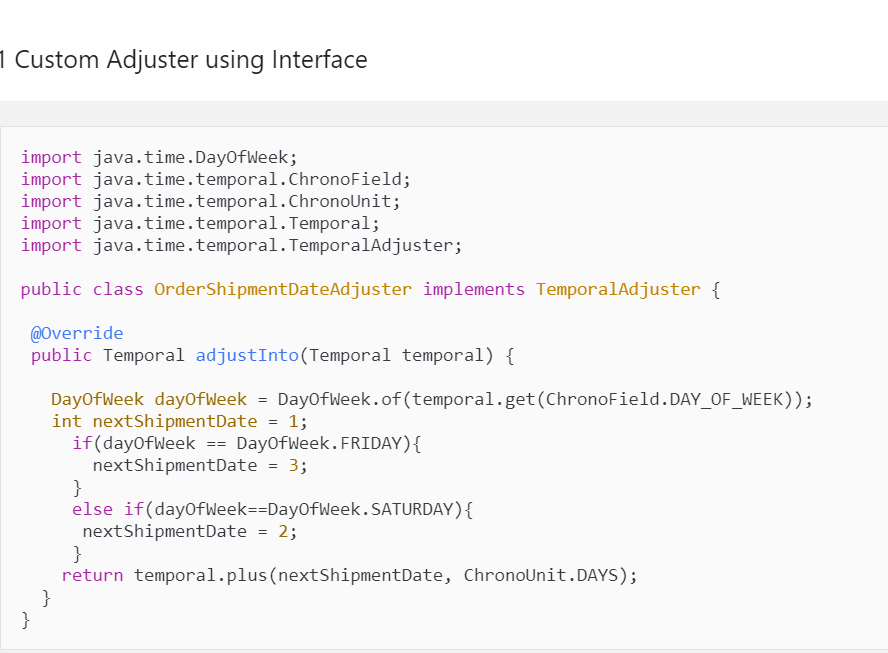 1 Custom Adjuster using Interface
import java.time.DayOfWeek;
import java.time.temporal.ChronoField;
import java.time.temporal.ChronoUnit;
import java.time.temporal.Temporal;
import java.time.temporal.TemporalAdjuster;
public class OrderShipmentDateAdjuster implements TemporalAdjuster {
@Override
public Temporal adjustInto(Temporal temporal) {
DayOfWeek dayOfWeek = DayOfWeek.of(temporal.get(ChronoField.DAY_OF_WEEK));
int nextShipmentDate = 1;
if(dayOfWeek == DayOfWeek.FRIDAY){
nextShipmentDate = 3;
}
else if(dayOfWeek==DayOfWeek.SATURDAY){
nextShipmentDate = 2;
}
return temporal.plus(nextShipmentDate, ChronoUnit.DAYS);
}
}